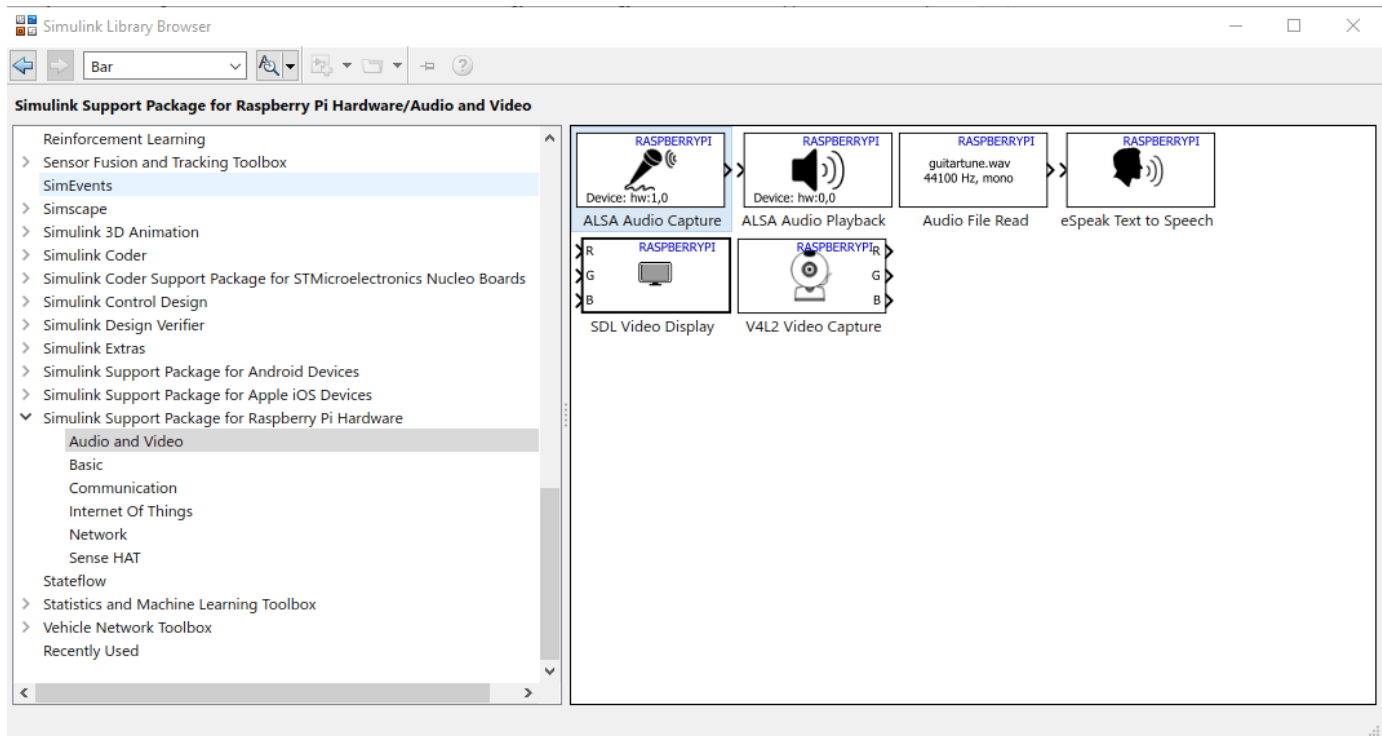 Simulink Library Browser
Bar
Simulink Support Package for Raspberry Pi Hardware/Audio and Video
Reinforcement Learning
Sensor Fusion and Tracking Toolbox
SimEvents
Simscape
Simulink 3D Animation
Simulink Coder
Simulink Coder Support Package for STMicroelectronics Nucleo Boards
Simulink Control Design
Simulink Design Verifier
Simulink Extras
Simulink Support Package for Android Devices
Simulink Support Package for Apple iOS Devices
Simulink Support Package for Raspberry Pi Hardware
Audio and Video
Basic
Communication
Internet Of Things
Network
Sense HAT
Stateflow
Statistics and Machine Learning Toolbox
Vehicle Network Toolbox
Recently Used
RASPBERRYPI
Device: hw:1,0
ALSA Audio Capture
RASPBERRYPI
Device: hw:0,0
ALSA Audio Playback
RASPBERRYPI
guitartune.wav
44100 Hz, mono
Audio File Read
RASPBERRYPI
eSpeak Text to Speech
R RASPBERRYPI
G
B
SDL Video Display
RASPBERRYPI R
G
B
V4L2 Video Capture